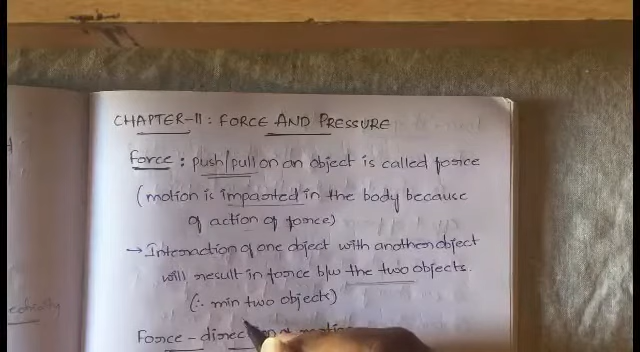 CHAPTER-11: FORCE AND PRESSURE
Force: push/pull on an object is called force
(motion is imparted in the body because
of action of force)
→ Interaction of one object with another object
will result in force b/w the two objects.
(∴ min two objects)
Force - direction